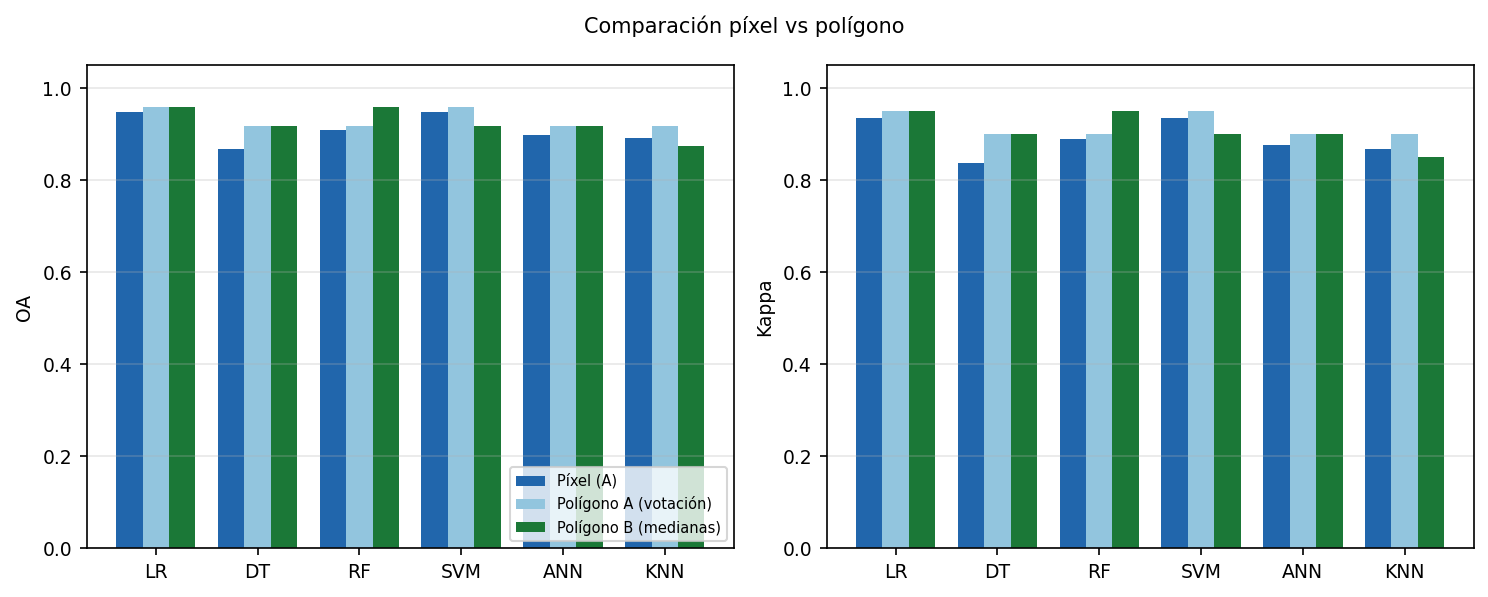 Comparación píxel vs polígono
OA
1.0
0.8
0.6
0.4
0.2
0.0
LR DT RF SVM ANN KNN
Píxel (A)
Polígono A (votación)
Polígono B (medianas)
Kappa
1.0
0.8
0.6
0.4
0.2
0.0
LR DT RF SVM ANN KNN